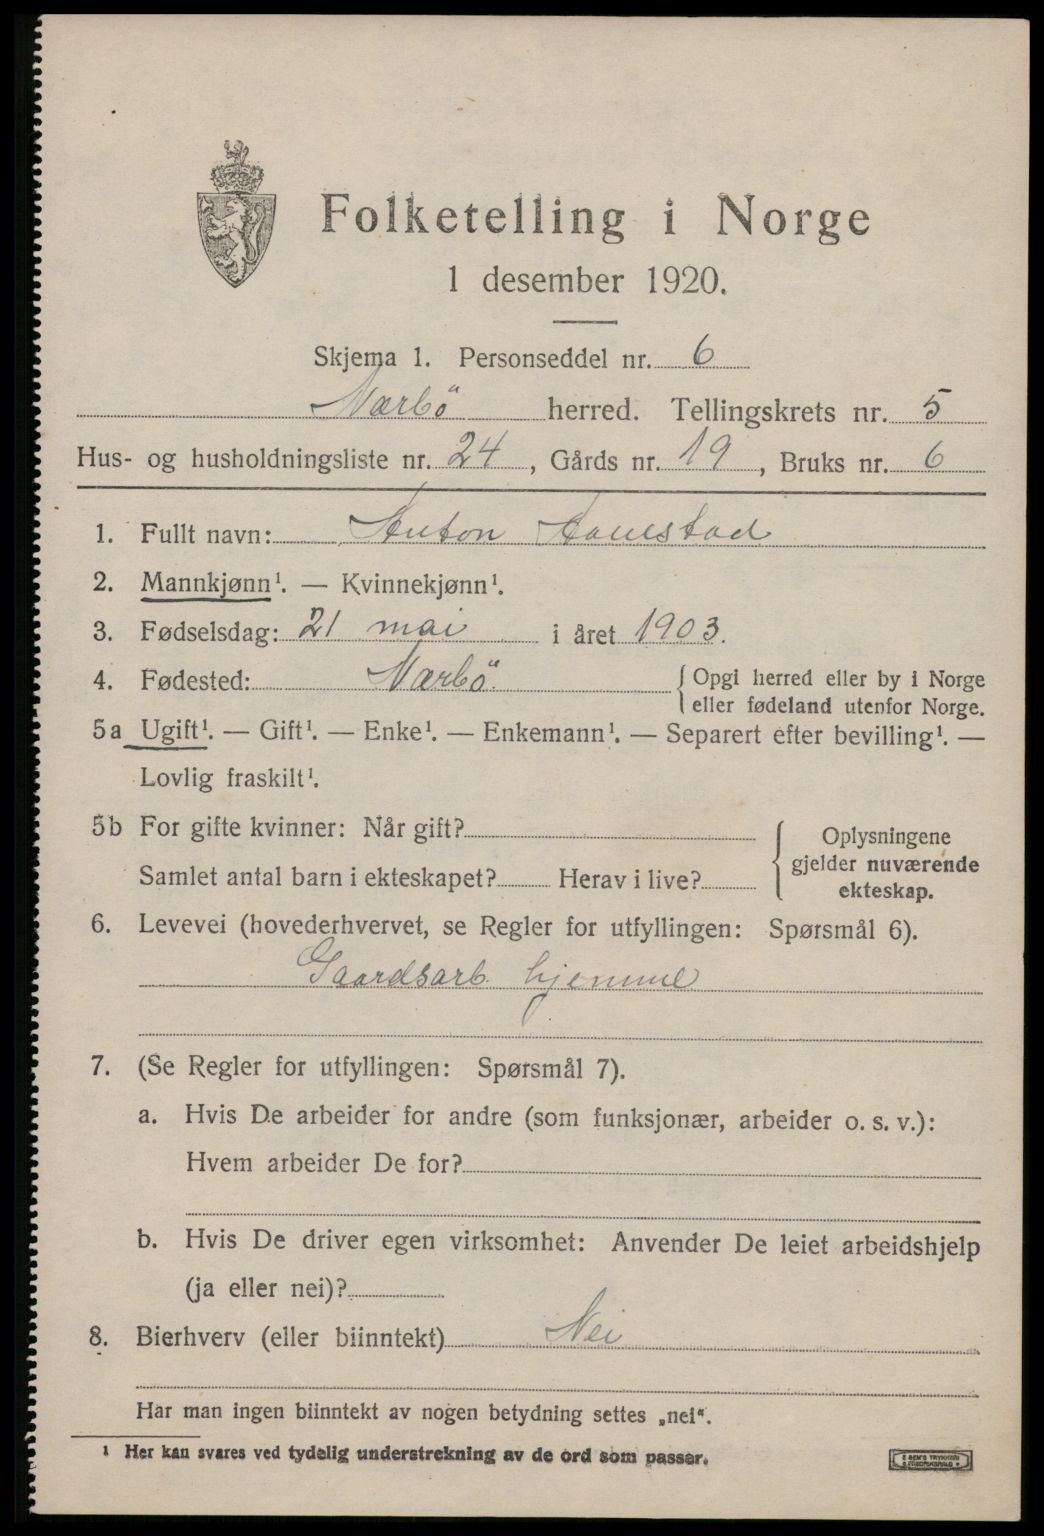 Folketelling i Norge
1 desember 1920.
Skjema 1. Personseddel nr. 6
Nærbö herred. Tellingskrets nr. 5
Hus- og husholdningsliste nr. 24, Gårds nr. 19, Bruks nr. 6
1. Fullt navn: Anton Aanestad
2. Mannkjønn¹. — Kvinnekjønn¹.
3. Fødselsdag: 21 mai i året 1903.
4. Fødested: Nærbö. { Opgi herred eller by i Norge
eller fødeland utenfor Norge.
5a Ugift¹. — Gift¹. — Enke¹. — Enkemann¹. — Separert efter bevilling¹. —
Lovlig fraskilt¹.
5b For gifte kvinner: Når gift? { Oplysningene
gjelder nuværende
Samlet antal barn i ekteskapet? Herav i live?
ekteskap.
6. Levevei (hovederhvervet, se Regler for utfyllingen: Spørsmål 6).
Gaardsarb. hjemme
7. (Se Regler for utfyllingen: Spørsmål 7).
a. Hvis De arbeider for andre (som funksjonær, arbeider o. s. v.):
Hvem arbeider De for?
b. Hvis De driver egen virksomhet: Anvender De leiet arbeidshjelp
(ja eller nei)?
8. Bierhverv (eller biinntekt) Nei
Har man ingen biinntekt av nogen betydning settes „nei“.
¹ Her kan svares ved tydelig understrekning av de ord som passer.